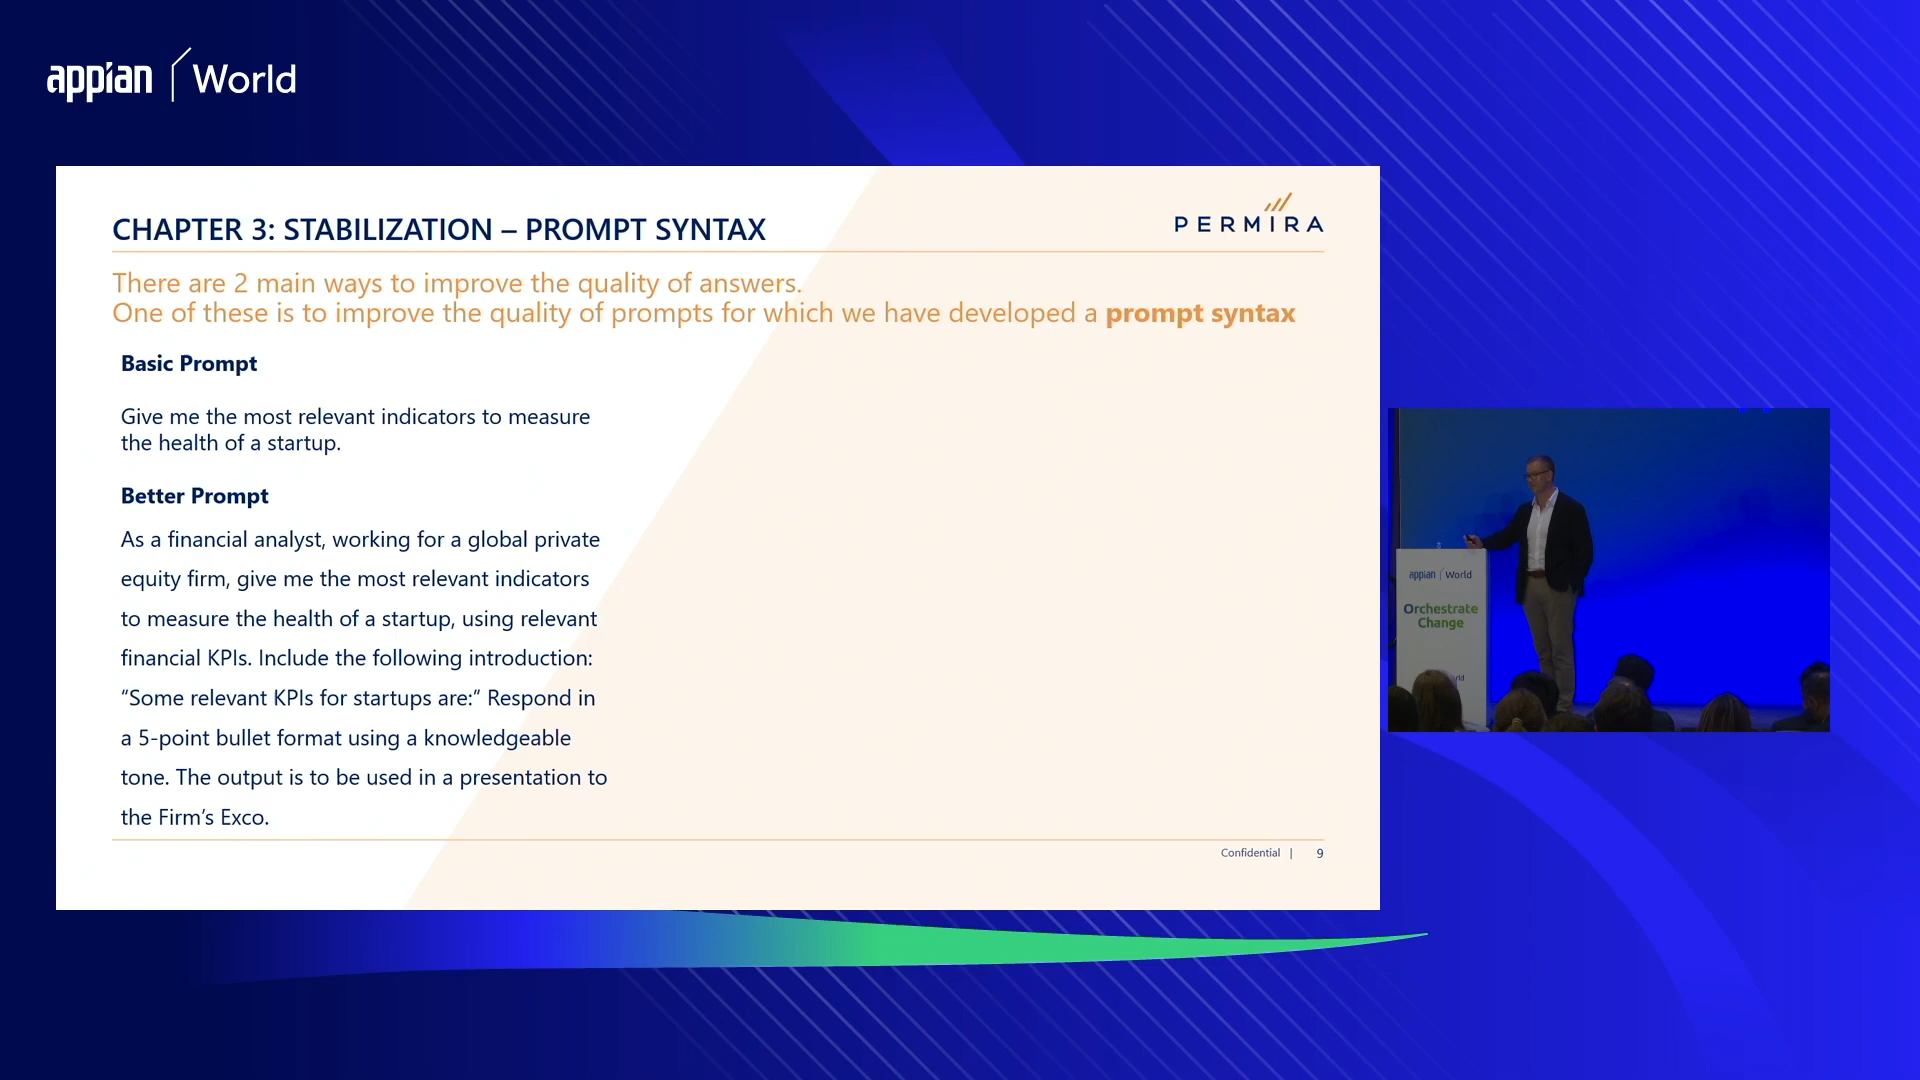 appian World
CHAPTER 3: STABILIZATION – PROMPT SYNTAX
PERMIRA
There are 2 main ways to improve the quality of answers.
One of these is to improve the quality of prompts for which we have developed a prompt syntax
Basic Prompt
Give me the most relevant indicators to measure
the health of a startup.
Better Prompt
As a financial analyst, working for a global private
equity firm, give me the most relevant indicators
to measure the health of a startup, using relevant
financial KPIs. Include the following introduction:
“Some relevant KPIs for startups are:” Respond in
a 5-point bullet format using a knowledgeable
tone. The output is to be used in a presentation to
the Firm’s Exco.
Confidential | 9
appian World
Orchestrate
Change